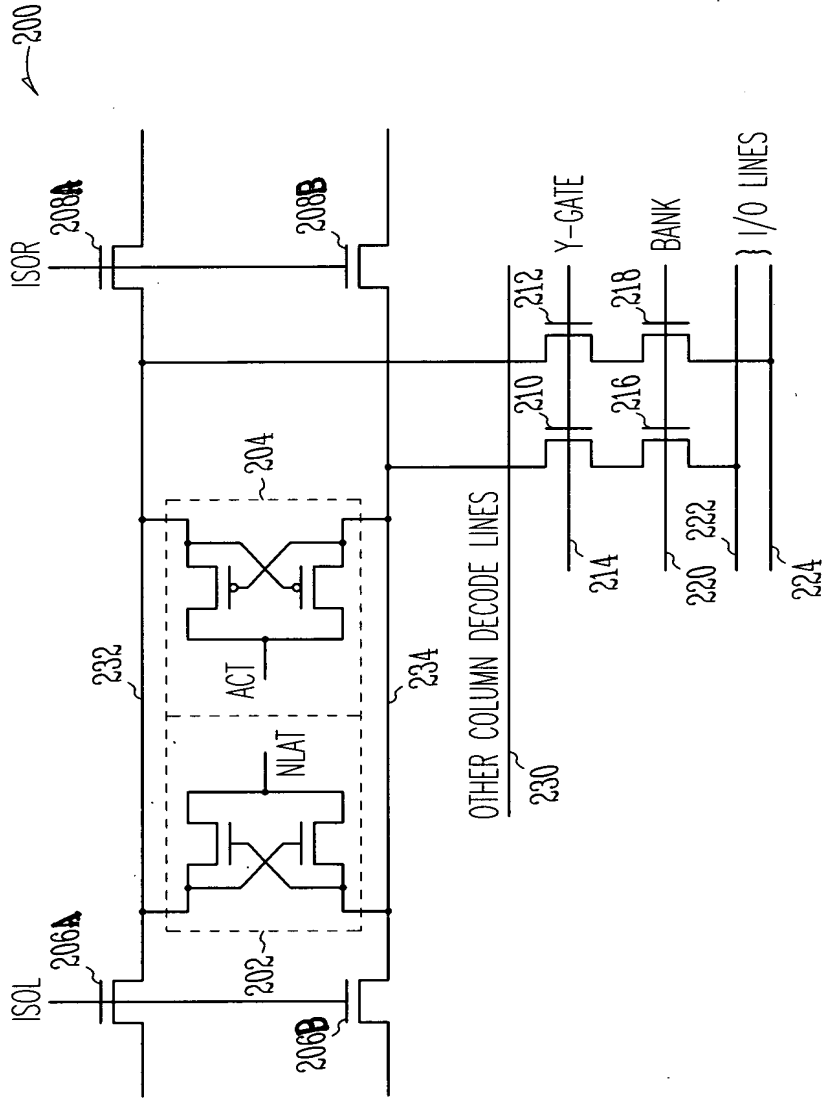 200
ISOL
ISOR
206A
208A
232
202
204
NLAT
ACT
206B
208B
234
OTHER COLUMN DECODE LINES
230
210
212
Y-GATE
214
216
218
BANK
220
222
} I/O LINES
224